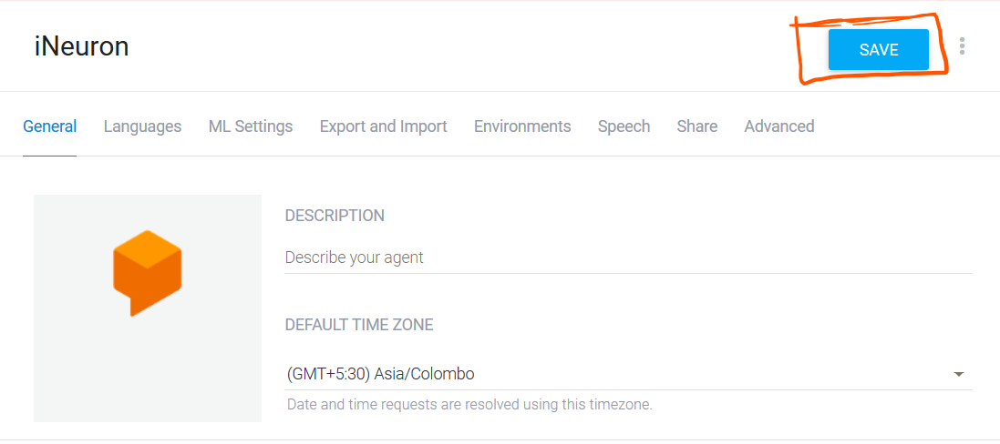 iNeuron
SAVE
General Languages ML Settings Export and Import Environments Speech Share Advanced
DESCRIPTION
Describe your agent
DEFAULT TIME ZONE
(GMT+5:30) Asia/Colombo
Date and time requests are resolved using this timezone.